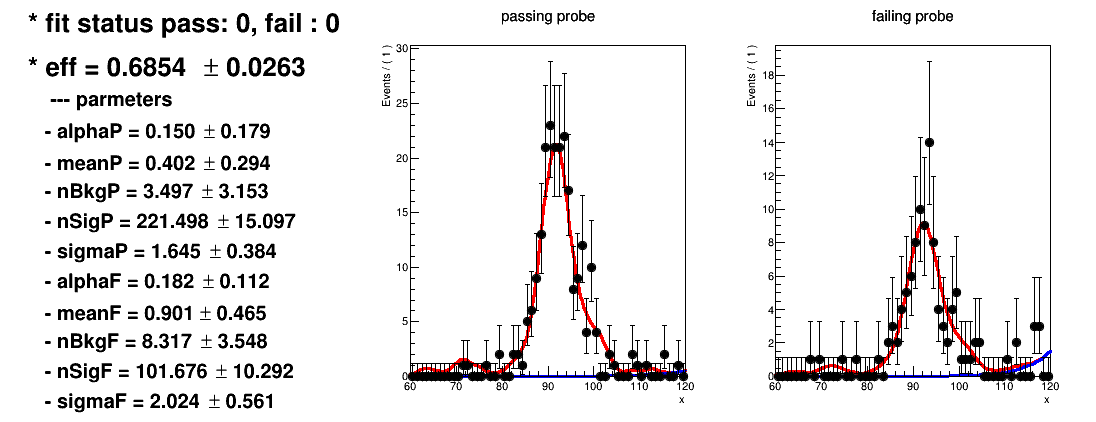 * fit status pass: 0, fail : 0
* eff = 0.6854 ± 0.0263
--- parmeters
- alphaP = 0.150 ± 0.179
- meanP = 0.402 ± 0.294
- nBkgP = 3.497 ± 3.153
- nSigP = 221.498 ± 15.097
- sigmaP = 1.645 ± 0.384
- alphaF = 0.182 ± 0.112
- meanF = 0.901 ± 0.465
- nBkgF = 8.317 ± 3.548
- nSigF = 101.676 ± 10.292
- sigmaF = 2.024 ± 0.561
passing probe
Events / ( 1 )
30
25
20
15
10
5
0
60 70 80 90 100 110 120
x
failing probe
Events / ( 1 )
18
16
14
12
10
8
6
4
2
0
60 70 80 90 100 110 120
x